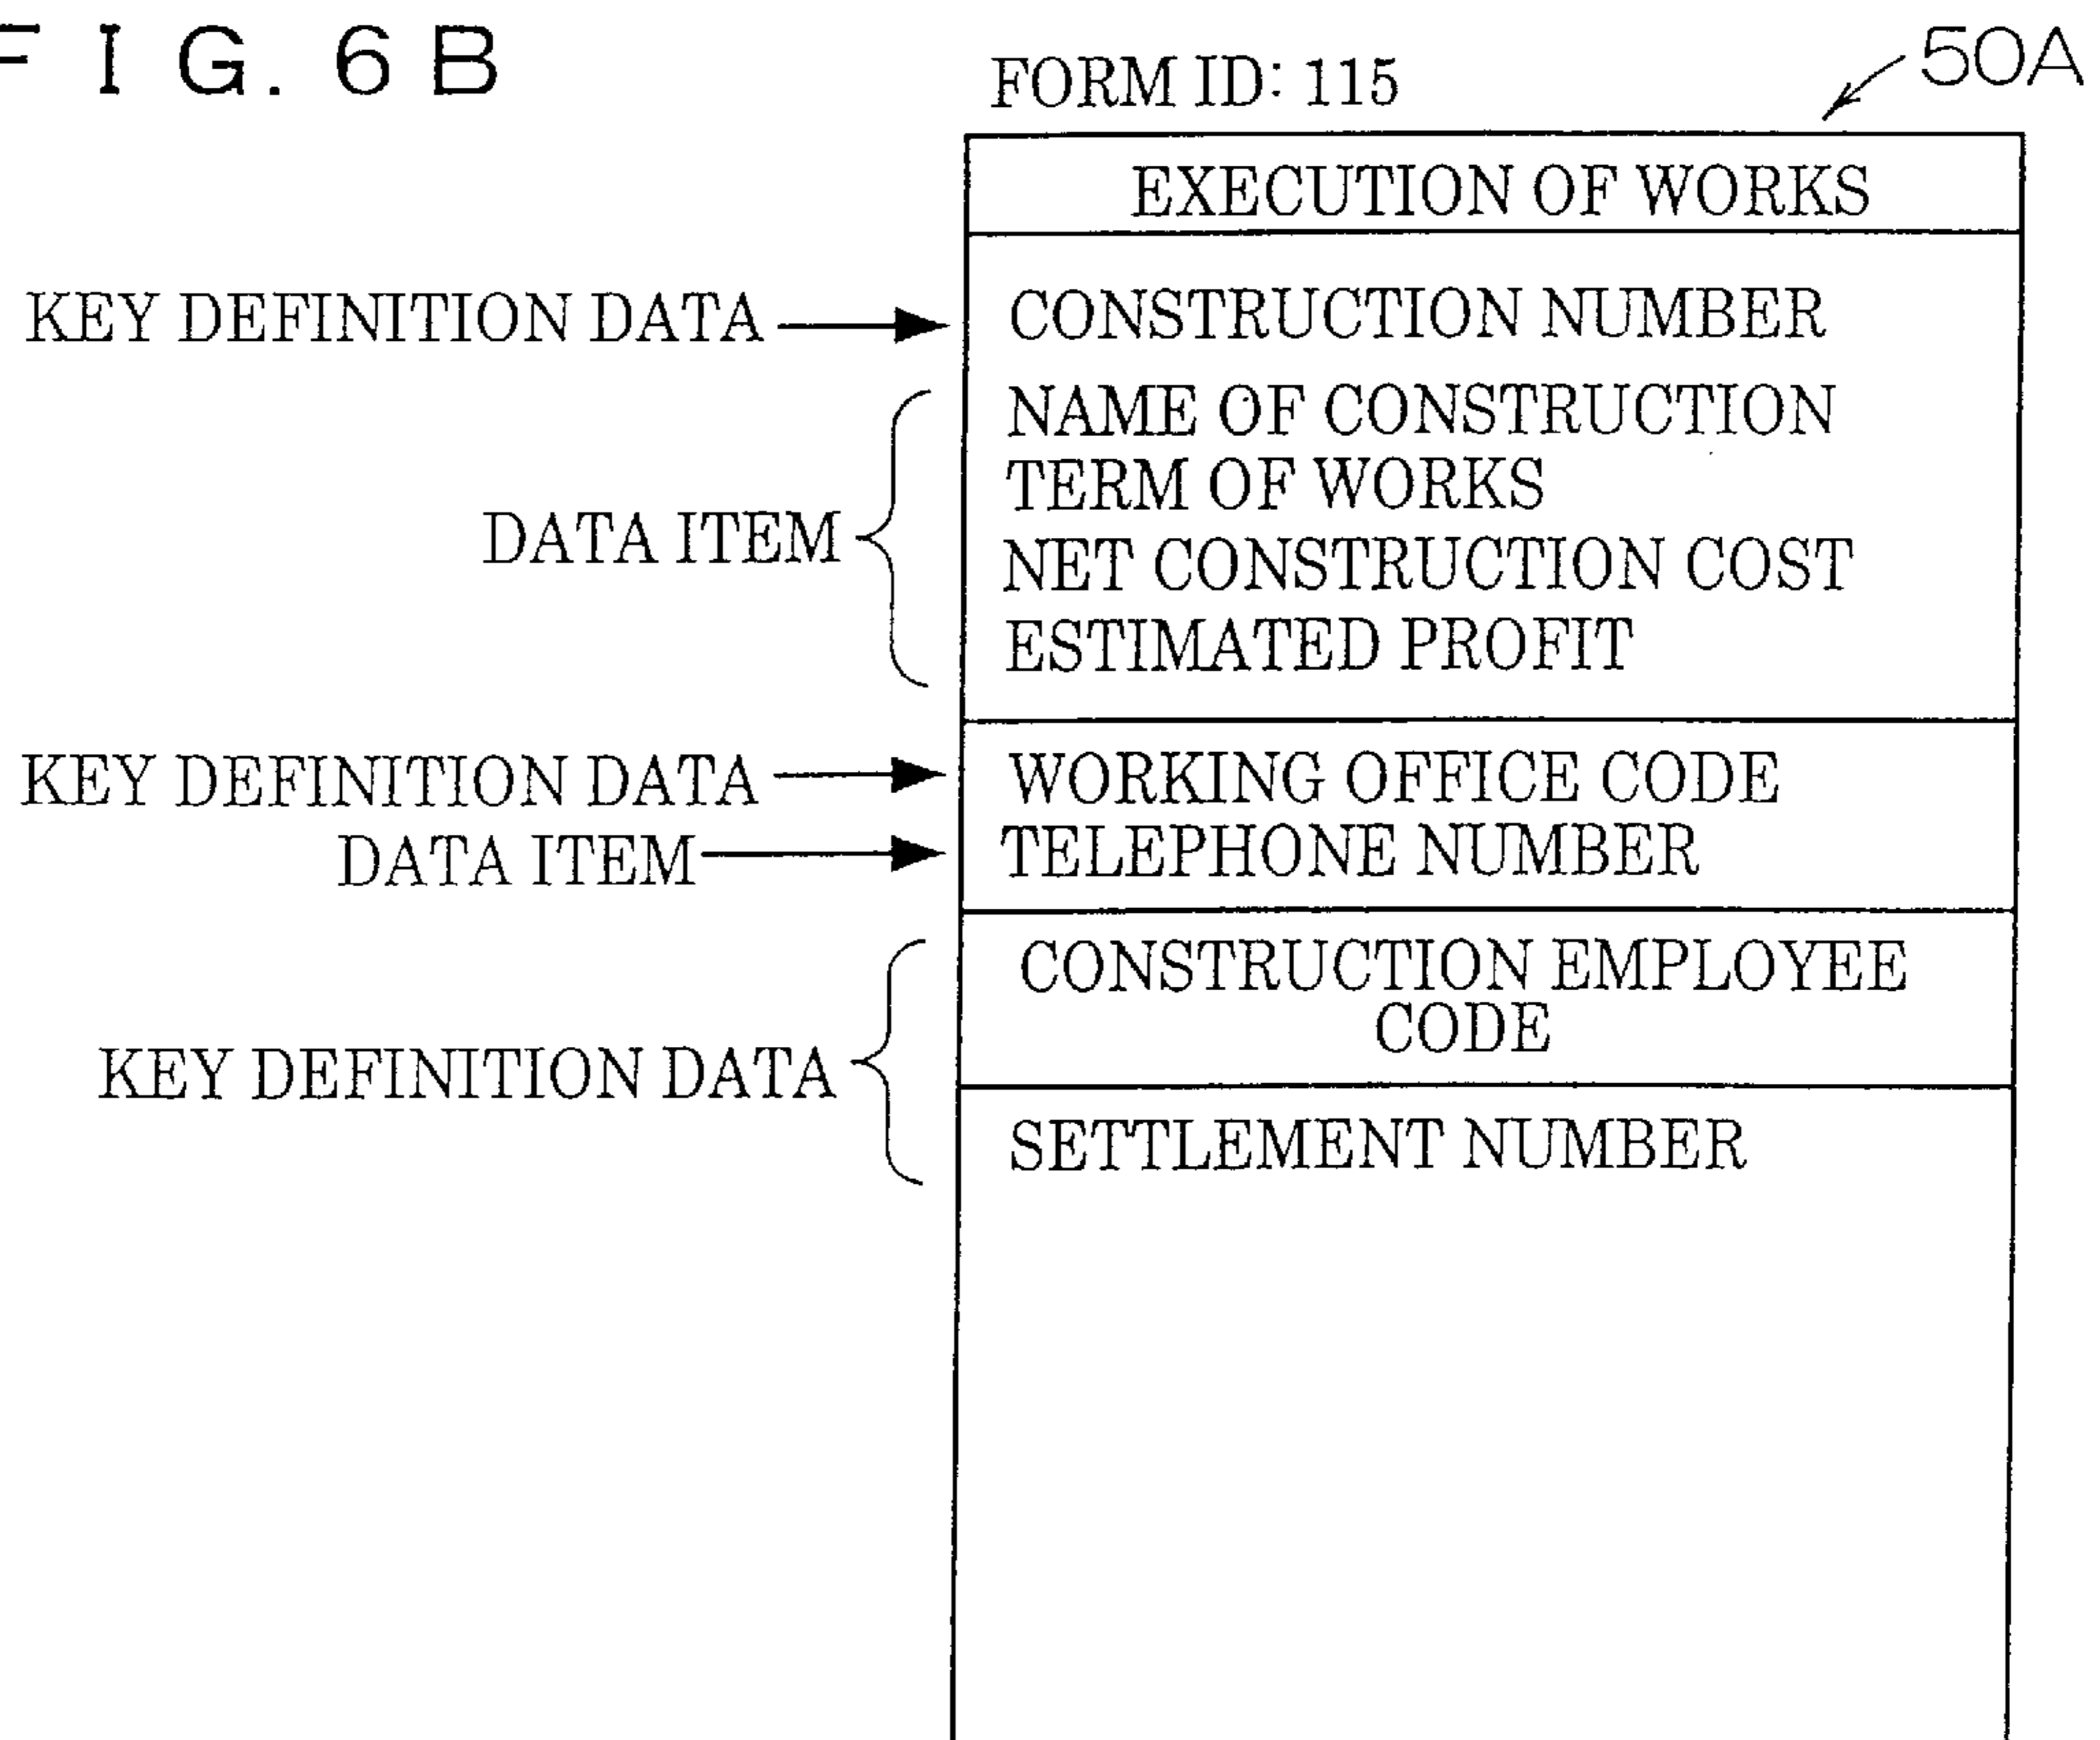 FIG. 6B
FORM ID: 115
50A
EXECUTION OF WORKS
KEY DEFINITION DATA
CONSTRUCTION NUMBER
NAME OF CONSTRUCTION
TERM OF WORKS
DATA ITEM
NET CONSTRUCTION COST
ESTIMATED PROFIT
KEY DEFINITION DATA
WORKING OFFICE CODE
DATA ITEM
TELEPHONE NUMBER
CONSTRUCTION EMPLOYEE
CODE
KEY DEFINITION DATA
SETTLEMENT NUMBER